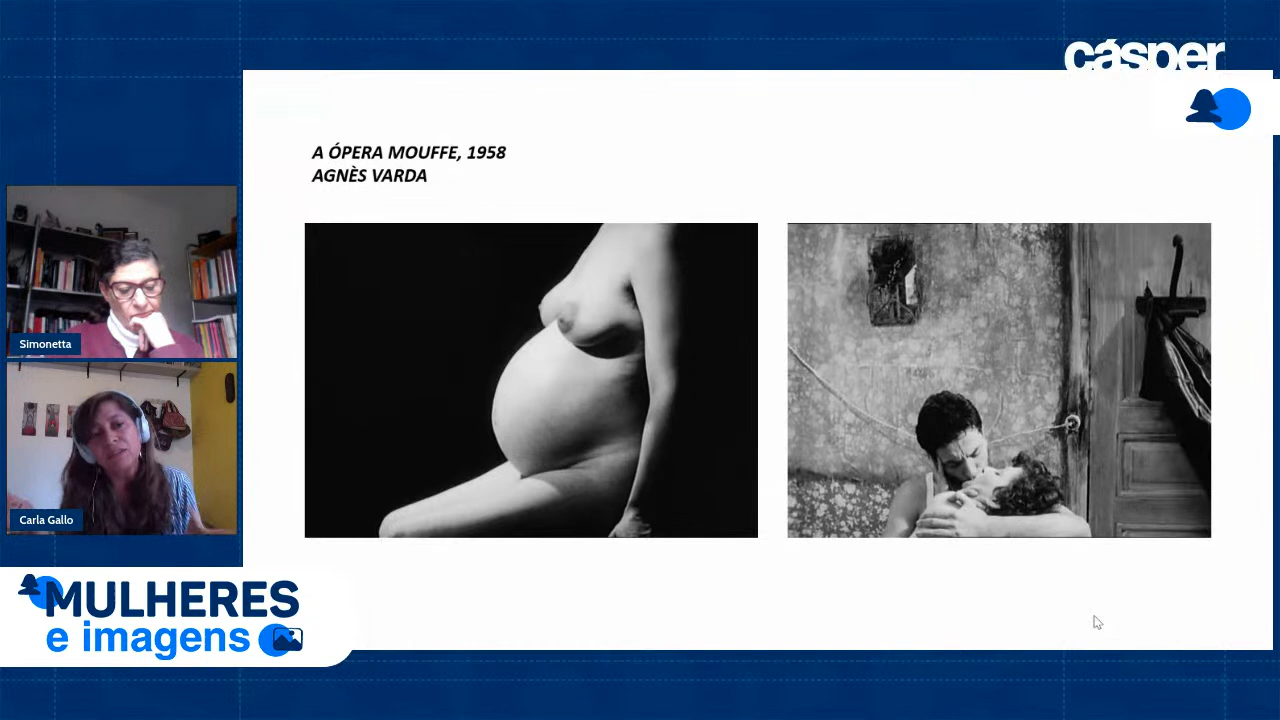 cásper
A ÓPERA MOUFFE, 1958
AGNÈS VARDA
Simonetta
Carla Gallo
MULHERES
e imagens